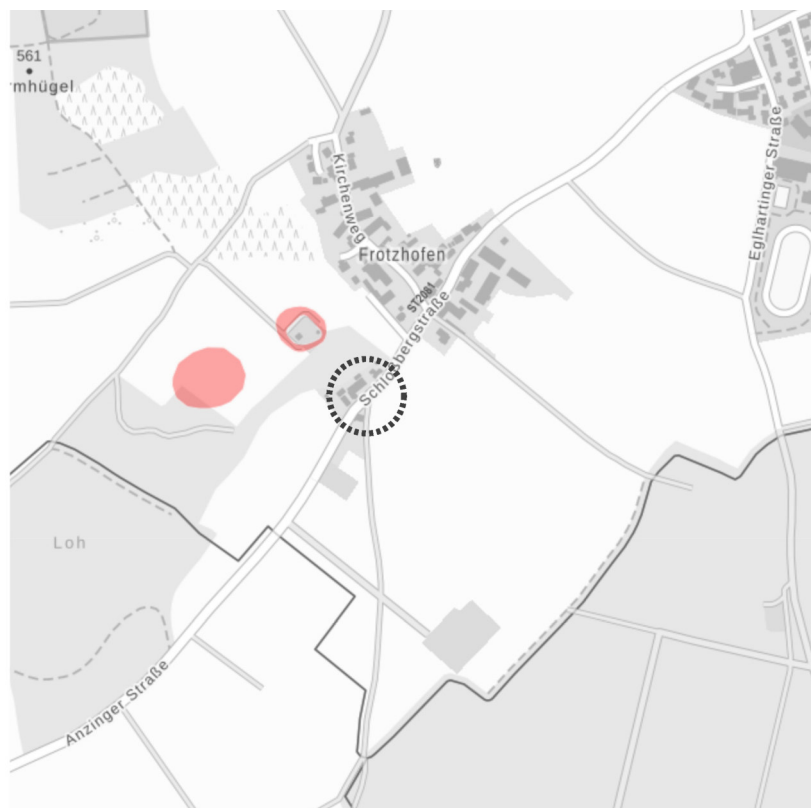 561
rmhügel
Kirchenweg
Eglhartinger Straße
Frotzhofen
ST2081
Schloßbergstraße
Loh
Anzinger Straße